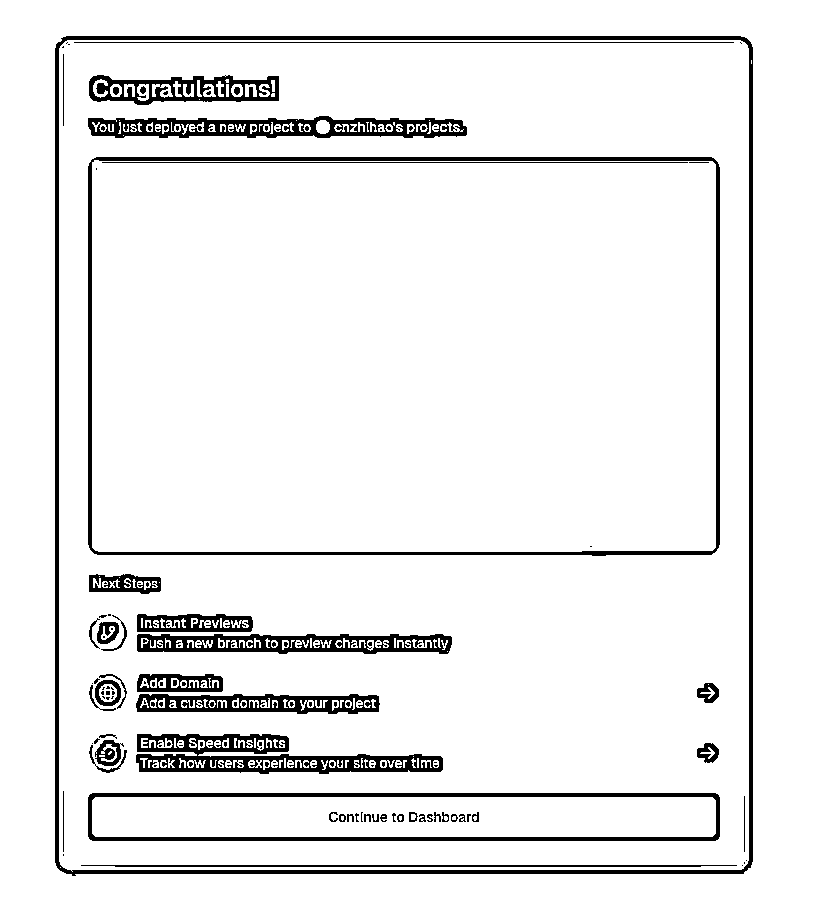 Congratulations!
You just deployed a new project to cnzhihao's projects.
Next Steps
Instant Previews
Push a new branch to preview changes instantly
Add Domain
Add a custom domain to your project
Enable Speed Insights
Track how users experience your site over time
Continue to Dashboard